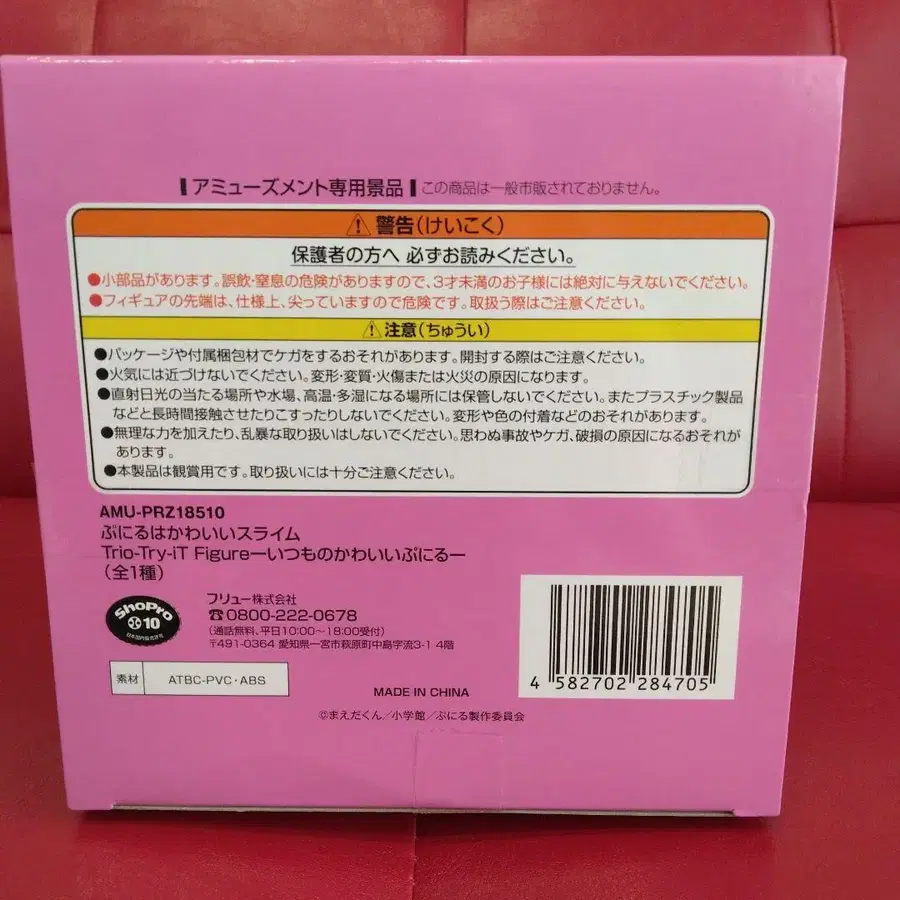 アミューズメント専用景品 この商品は一般市販されておりません。
警告(けいこく)
保護者の方へ 必ずお読みください。
●小部品があります。誤飲・窒息の危険がありますので、3才未満のお子様には絶対に与えないでください。
●フィギュアの先端は、仕様上、尖っていますので危険です。取扱う際はご注意ください。
注意(ちゅうい)
●パッケージや付属梱包材でケガをするおそれがあります。開封する際はご注意ください。
●火気には近づけないでください。変形・変質・火傷または火災の原因になります。
●直射日光の当たる場所や水場、高温・多湿になる場所には保管しないでください。またプラスチック製品
などと長時間接触させたりこすったりしないでください。変形や色の付着などのおそれがあります。
●無理な力を加えたり、乱暴な取り扱いはしないでください。思わぬ事故やケガ、破損の原因になるおそれが
あります。
●本製品は観賞用です。取り扱いには十分ご注意ください。
AMU-PRZ18510
ぷにるはかわいいスライム
Trio-Try-iT Figureーいつものかわいいぷにるー
(全1種)
ShoPro
小 10
日本国内販売許可
フリュー株式会社
☎0800-222-0678
(通話無料、平日10:00〜18:00受付)
〒491-0364 愛知県一宮市萩原町中島字流3-1 4階
素材 ATBC-PVC・ABS
MADE IN CHINA
4 582702 284705
©まえだくん/小学館/ぷにる製作委員会